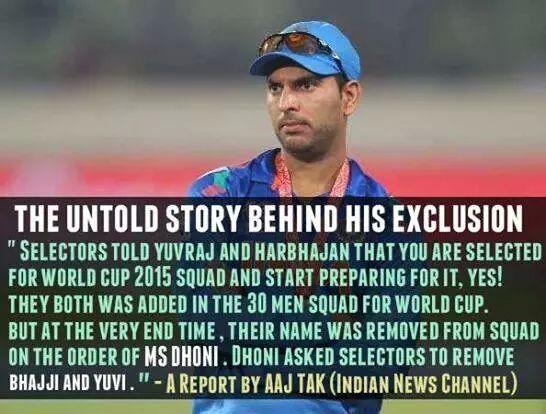 THE UNTOLD STORY BEHIND HIS EXCLUSION
" SELECTORS TOLD YUVRAJ AND HARBHAJAN THAT YOU ARE SELECTED
FOR WORLD CUP 2015 SQUAD AND START PREPARING FOR IT, YES!
THEY BOTH WAS ADDED IN THE 30 MEN SQUAD FOR WORLD CUP.
BUT AT THE VERY END TIME , THEIR NAME WAS REMOVED FROM SQUAD
ON THE ORDER OF MS DHONI . DHONI ASKED SELECTORS TO REMOVE
BHAJJI AND YUVI . " - A REPORT BY AAJ TAK (INDIAN NEWS CHANNEL)